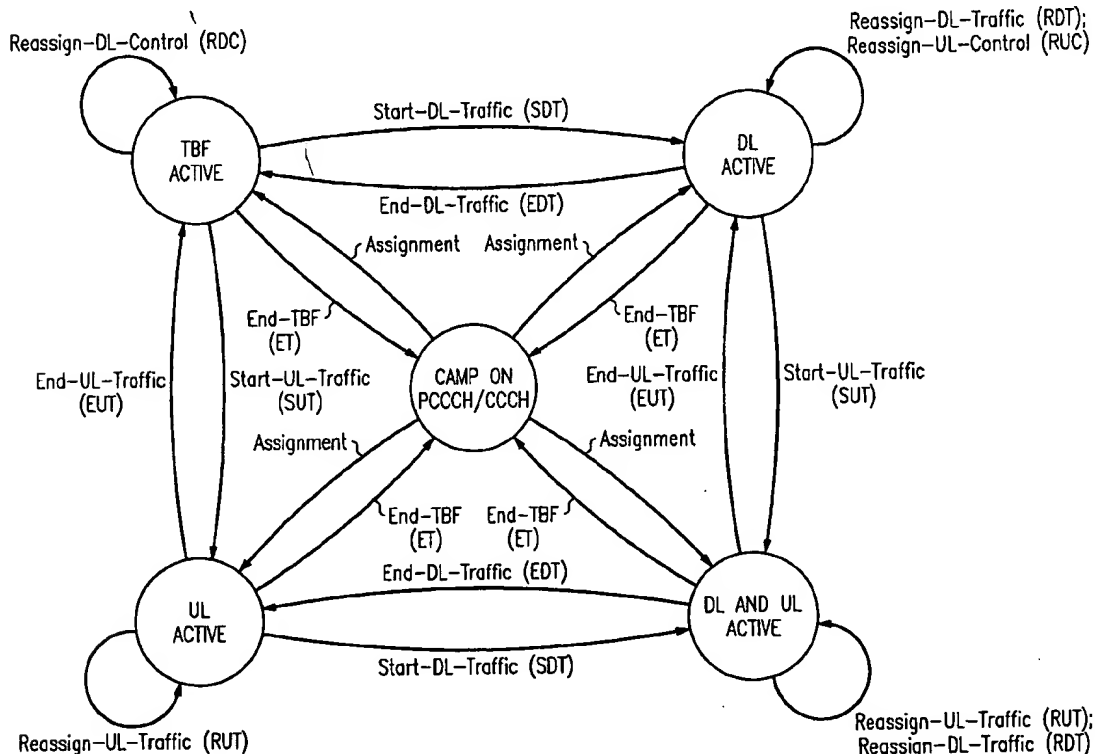 Reassign-DL-Control (RDC)
Reassign-DL-Traffic (RDT);
Reassign-UL-Control (RUC)
Start-DL-Traffic (SDT)
TBF
ACTIVE
DL
ACTIVE
End-DL-Traffic (EDT)
Assignment
Assignment
End-TBF
(ET)
End-TBF
(ET)
End-UL-Traffic
(EUT)
Start-UL-Traffic
(SUT)
CAMP ON
PCCCH/CCCH
End-UL-Traffic
(EUT)
Start-UL-Traffic
(SUT)
Assignment
Assignment
End-TBF
(ET)
End-TBF
(ET)
End-DL-Traffic (EDT)
UL
ACTIVE
DL AND UL
ACTIVE
Start-DL-Traffic (SDT)
Reassign-UL-Traffic (RUT)
Reassign-UL-Traffic (RUT);
Reassign-DL-Traffic (RDT)